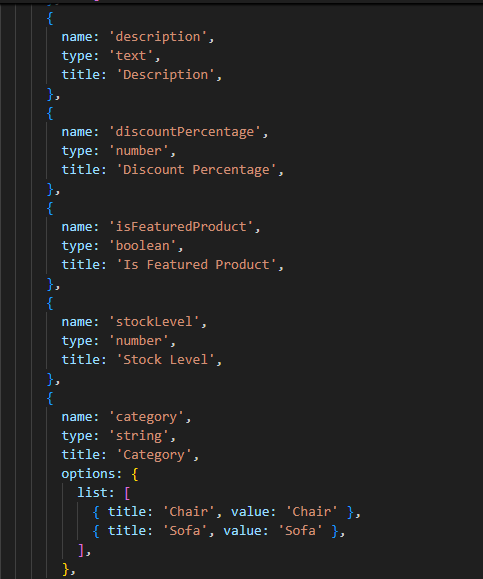 {
name: 'description',
type: 'text',
title: 'Description',
},
{
name: 'discountPercentage',
type: 'number',
title: 'Discount Percentage',
},
{
name: 'isFeaturedProduct',
type: 'boolean',
title: 'Is Featured Product',
},
{
name: 'stockLevel',
type: 'number',
title: 'Stock Level',
},
{
name: 'category',
type: 'string',
title: 'Category',
options: {
list: [
{ title: 'Chair', value: 'Chair' },
{ title: 'Sofa', value: 'Sofa' },
],
},